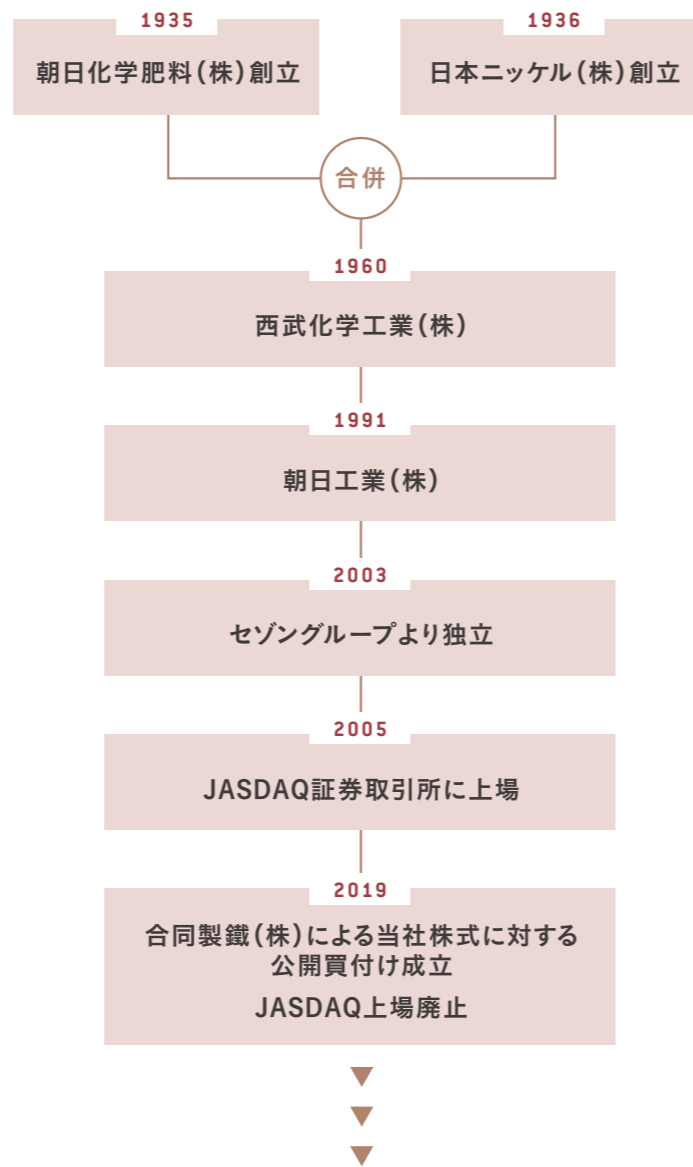 1935
朝日化学肥料(株)創立
1936
日本ニッケル(株)創立
合併
1960
西武化学工業(株)
1991
朝日工業(株)
2003
セゾングループより独立
2005
JASDAQ証券取引所に上場
2019
合同製鐵(株)による当社株式に対する
公開買付け成立
JASDAQ上場廃止